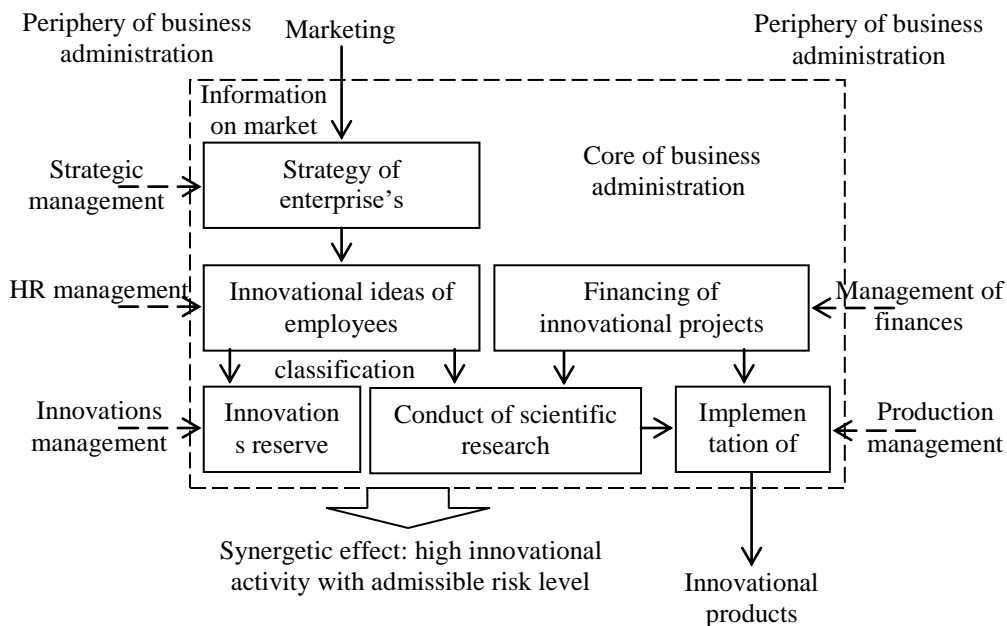 Periphery of business
administration
Marketing
Periphery of business
administration
Information
on market
Strategy of
enterprise’s
Core of business
administration
Strategic
management
HR management
Innovational ideas of
employees
Financing of
innovational projects
Management of
finances
classification
Innovations
management
Innovation
s reserve
Conduct of scientific
research
Implemen
tation of
Production
management
Synergetic effect: high innovational
activity with admissible risk level
Innovational
products